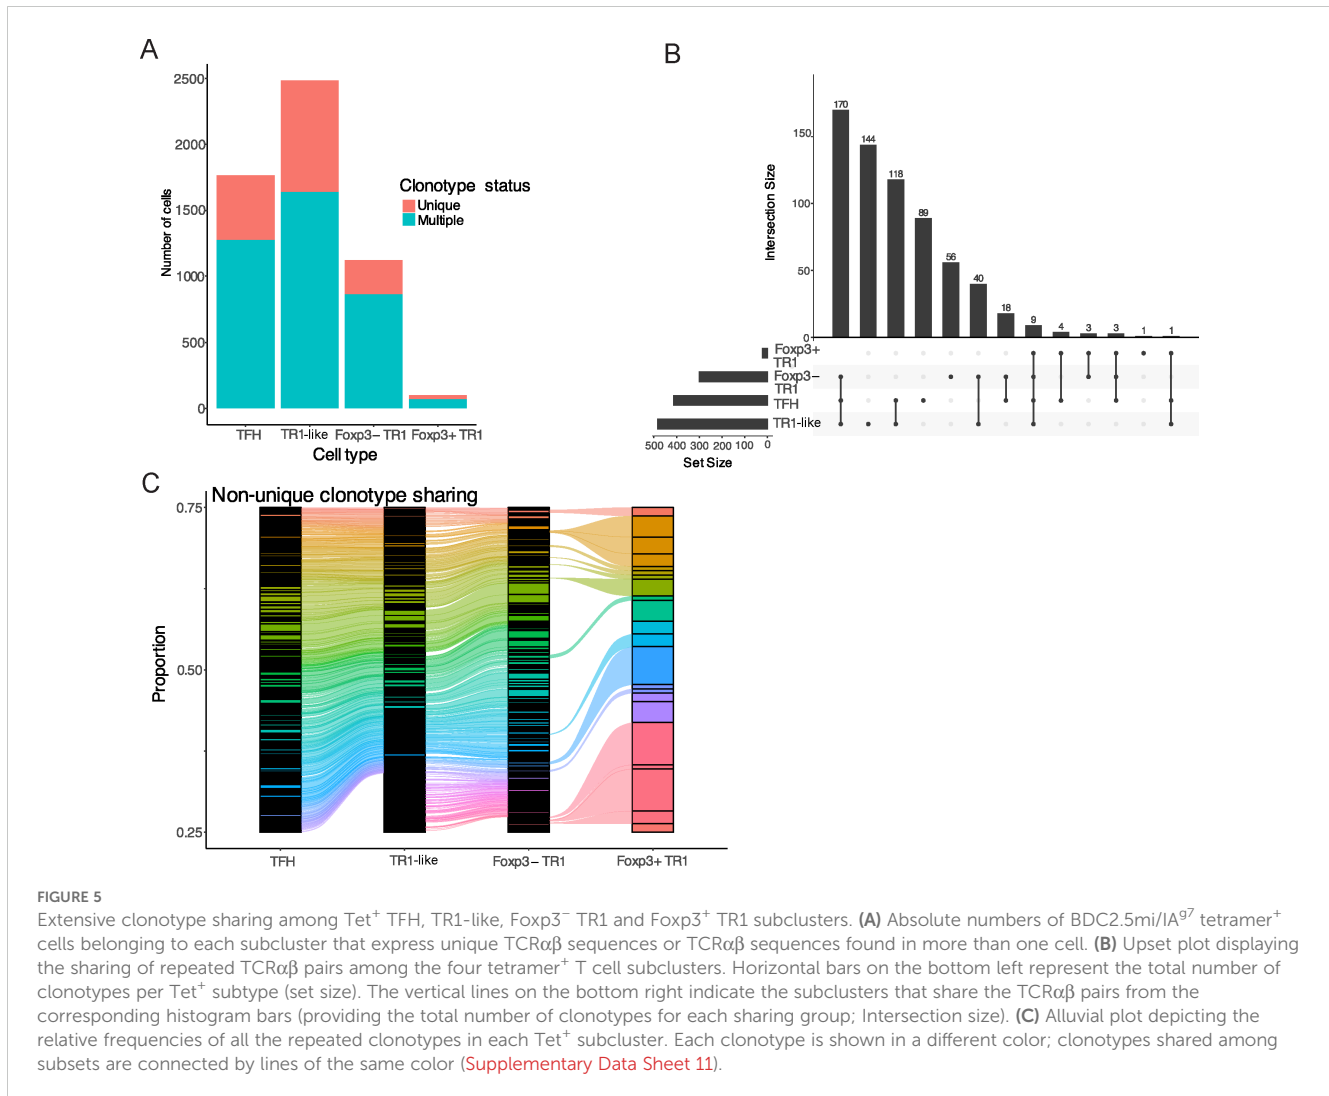 A
2500
2000
1500
1000
500
0
Number of cells
TFH
TR1-like
Foxp3− TR1
Foxp3+ TR1
Cell type
Clonotype status
Unique
Multiple
B
150
100
50
0
Intersection Size
170
144
118
89
56
40
18
9
4
3
3
1
1
Foxp3+
TR1
Foxp3−
TR1
TFH
TR1-like
500 400 300 200 100 0
Set Size
C
Non-unique clonotype sharing
0.75
0.50
0.25
Proportion
TFH
TR1-like
Foxp3− TR1
Foxp3+ TR1
FIGURE 5
Extensive clonotype sharing among Tet⁺ TFH, TR1-like, Foxp3⁻ TR1 and Foxp3⁺ TR1 subclusters. (A) Absolute numbers of BDC2.5mi/IAᵍ⁷ tetramer⁺
cells belonging to each subcluster that express unique TCRαβ sequences or TCRαβ sequences found in more than one cell. (B) Upset plot displaying
the sharing of repeated TCRαβ pairs among the four tetramer⁺ T cell subclusters. Horizontal bars on the bottom left represent the total number of
clonotypes per Tet⁺ subtype (set size). The vertical lines on the bottom right indicate the subclusters that share the TCRαβ pairs from the
corresponding histogram bars (providing the total number of clonotypes for each sharing group; Intersection size). (C) Alluvial plot depicting the
relative frequencies of all the repeated clonotypes in each Tet⁺ subcluster. Each clonotype is shown in a different color; clonotypes shared among
subsets are connected by lines of the same color (Supplementary Data Sheet 11).